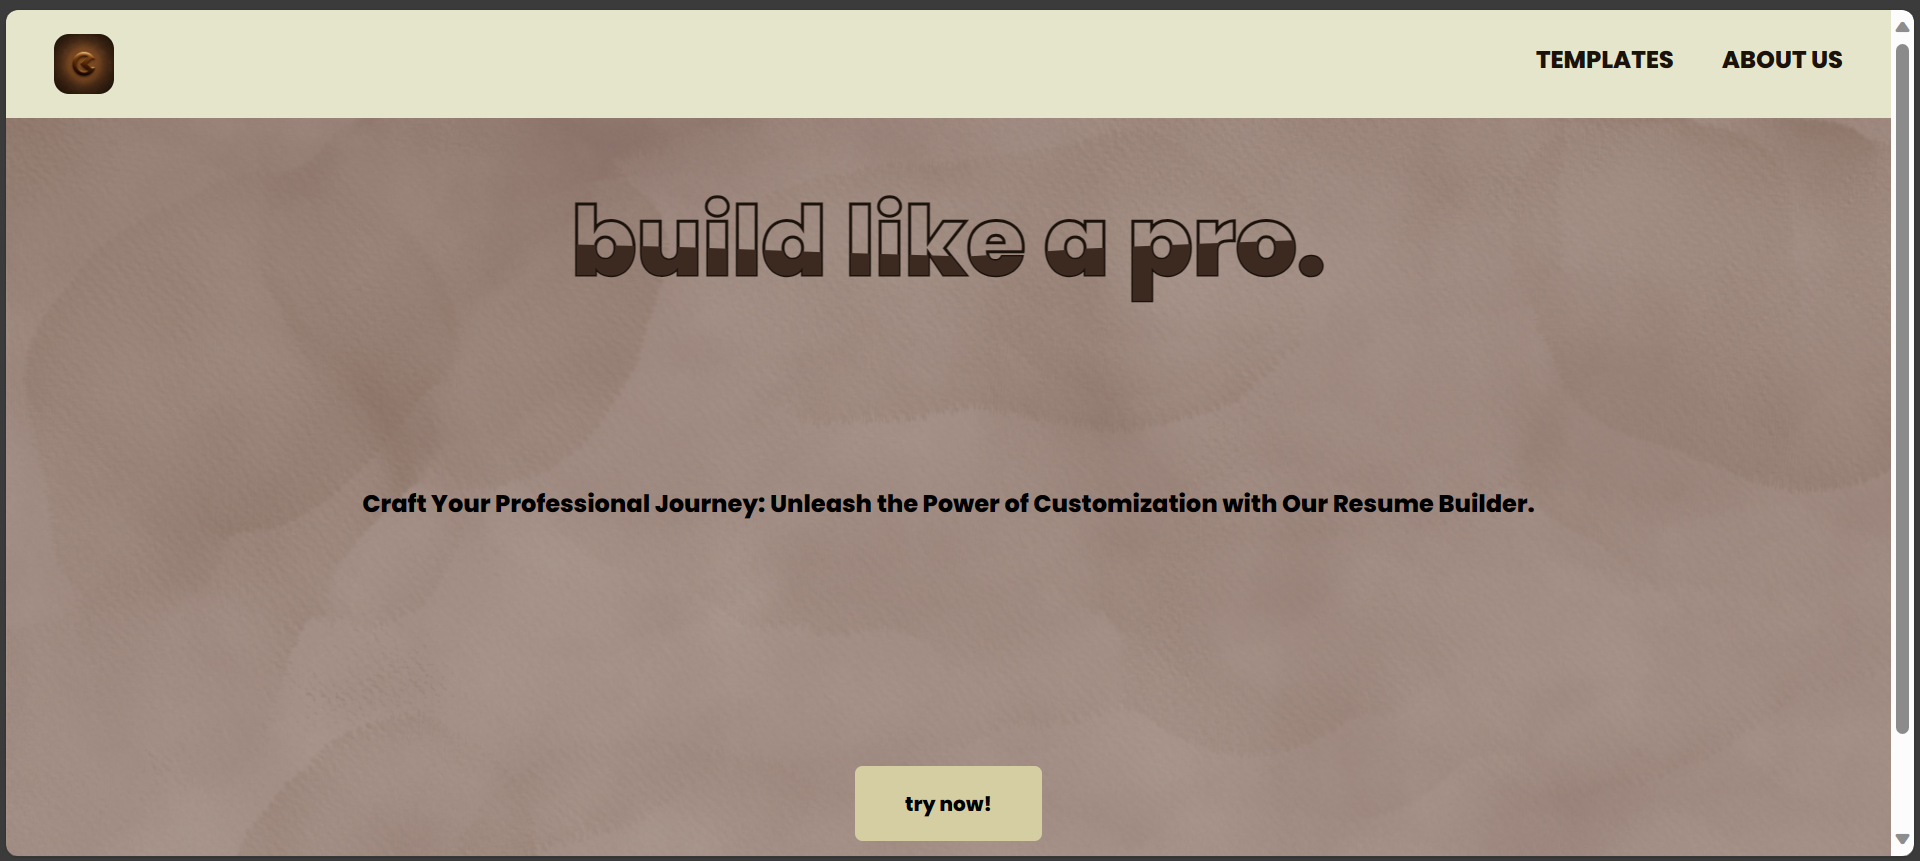 TEMPLATES ABOUT US
build like a pro.
Craft Your Professional Journey: Unleash the Power of Customization with Our Resume Builder.
try now!